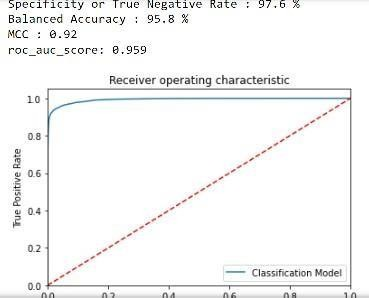 Specificity or True Negative Rate : 97.6 %
Balanced Accuracy : 95.8 %
MCC : 0.92
roc_auc_score: 0.959
Receiver operating characteristic
1.0
0.8
0.6
0.4
0.2
0.0
True Positive Rate
Classification Model
0.0 0.2 0.4 0.6 0.8 1.0